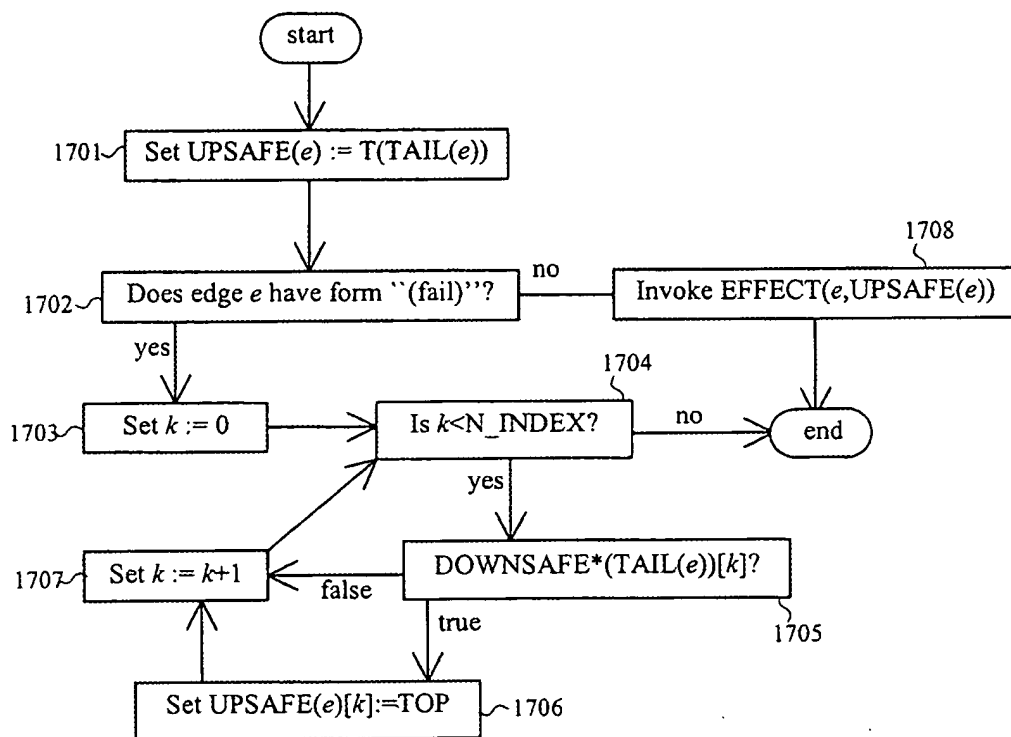 start
1701
Set UPSAFE(e) := T(TAIL(e))
1708
1702
Does edge e have form ``(fail)''?
no
Invoke EFFECT(e,UPSAFE(e))
yes
1704
1703
Set k := 0
Is k<N_INDEX?
no
end
yes
1707
Set k := k+1
false
DOWNSAFE*(TAIL(e))[k]?
true
1705
Set UPSAFE(e)[k]:=TOP
1706